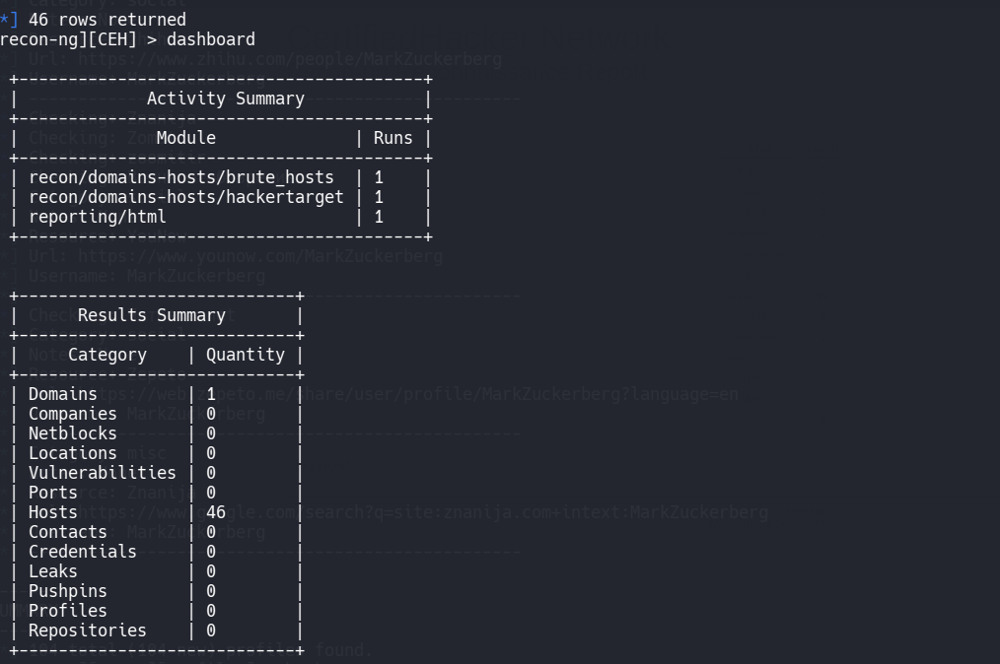 *] 46 rows returned
recon-ng][CEH] > dashboard
+-----------------------------------------+
| Activity Summary |
+-----------------------------------------+
| Module | Runs |
+-----------------------------------------+
| recon/domains-hosts/brute_hosts | 1 |
| recon/domains-hosts/hackertarget | 1 |
| reporting/html | 1 |
+-----------------------------------------+
+----------------------------+
| Results Summary |
+----------------------------+
| Category | Quantity |
+----------------------------+
| Domains | 1 |
| Companies | 0 |
| Netblocks | 0 |
| Locations | 0 |
| Vulnerabilities | 0 |
| Ports | 0 |
| Hosts | 46 |
| Contacts | 0 |
| Credentials | 0 |
| Leaks | 0 |
| Pushpins | 0 |
| Profiles | 0 |
| Repositories | 0 |
+----------------------------+